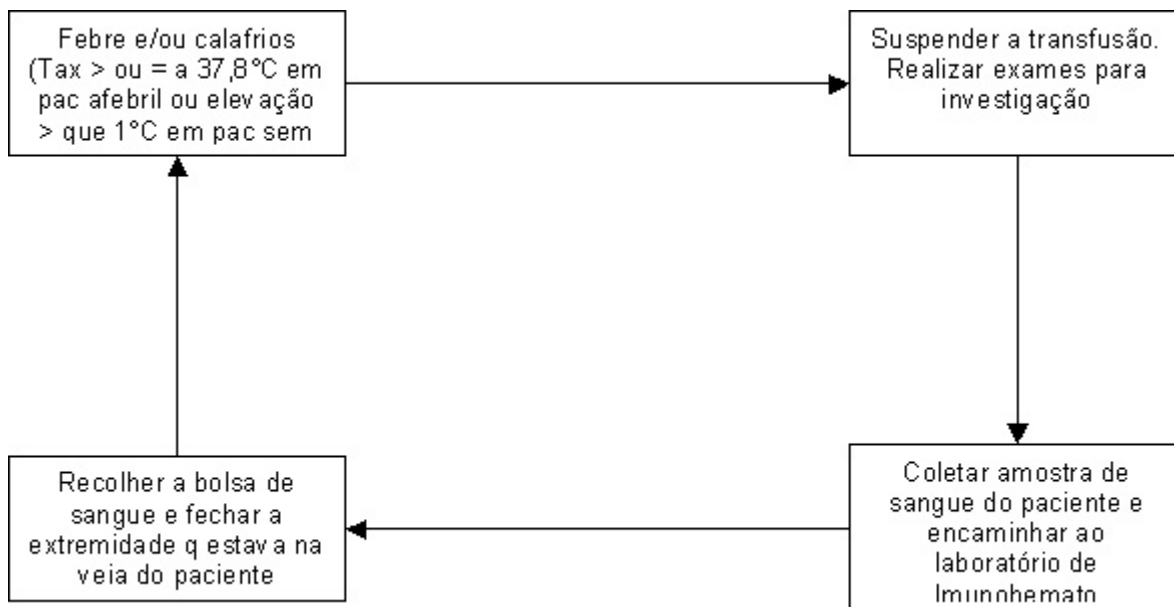 Febre e/ou calafrios
(Tax > ou = a 37,8°C em
pac afebril ou elevação
> que 1°C em pac sem
Suspender a transfusão.
Realizar exames para
investigação
Coletar amostra de
sangue do paciente e
encaminhar ao
laboratório de
Imunohemato
Recolher a bolsa de
sangue e fechar a
extremidade q estava na
veia do paciente